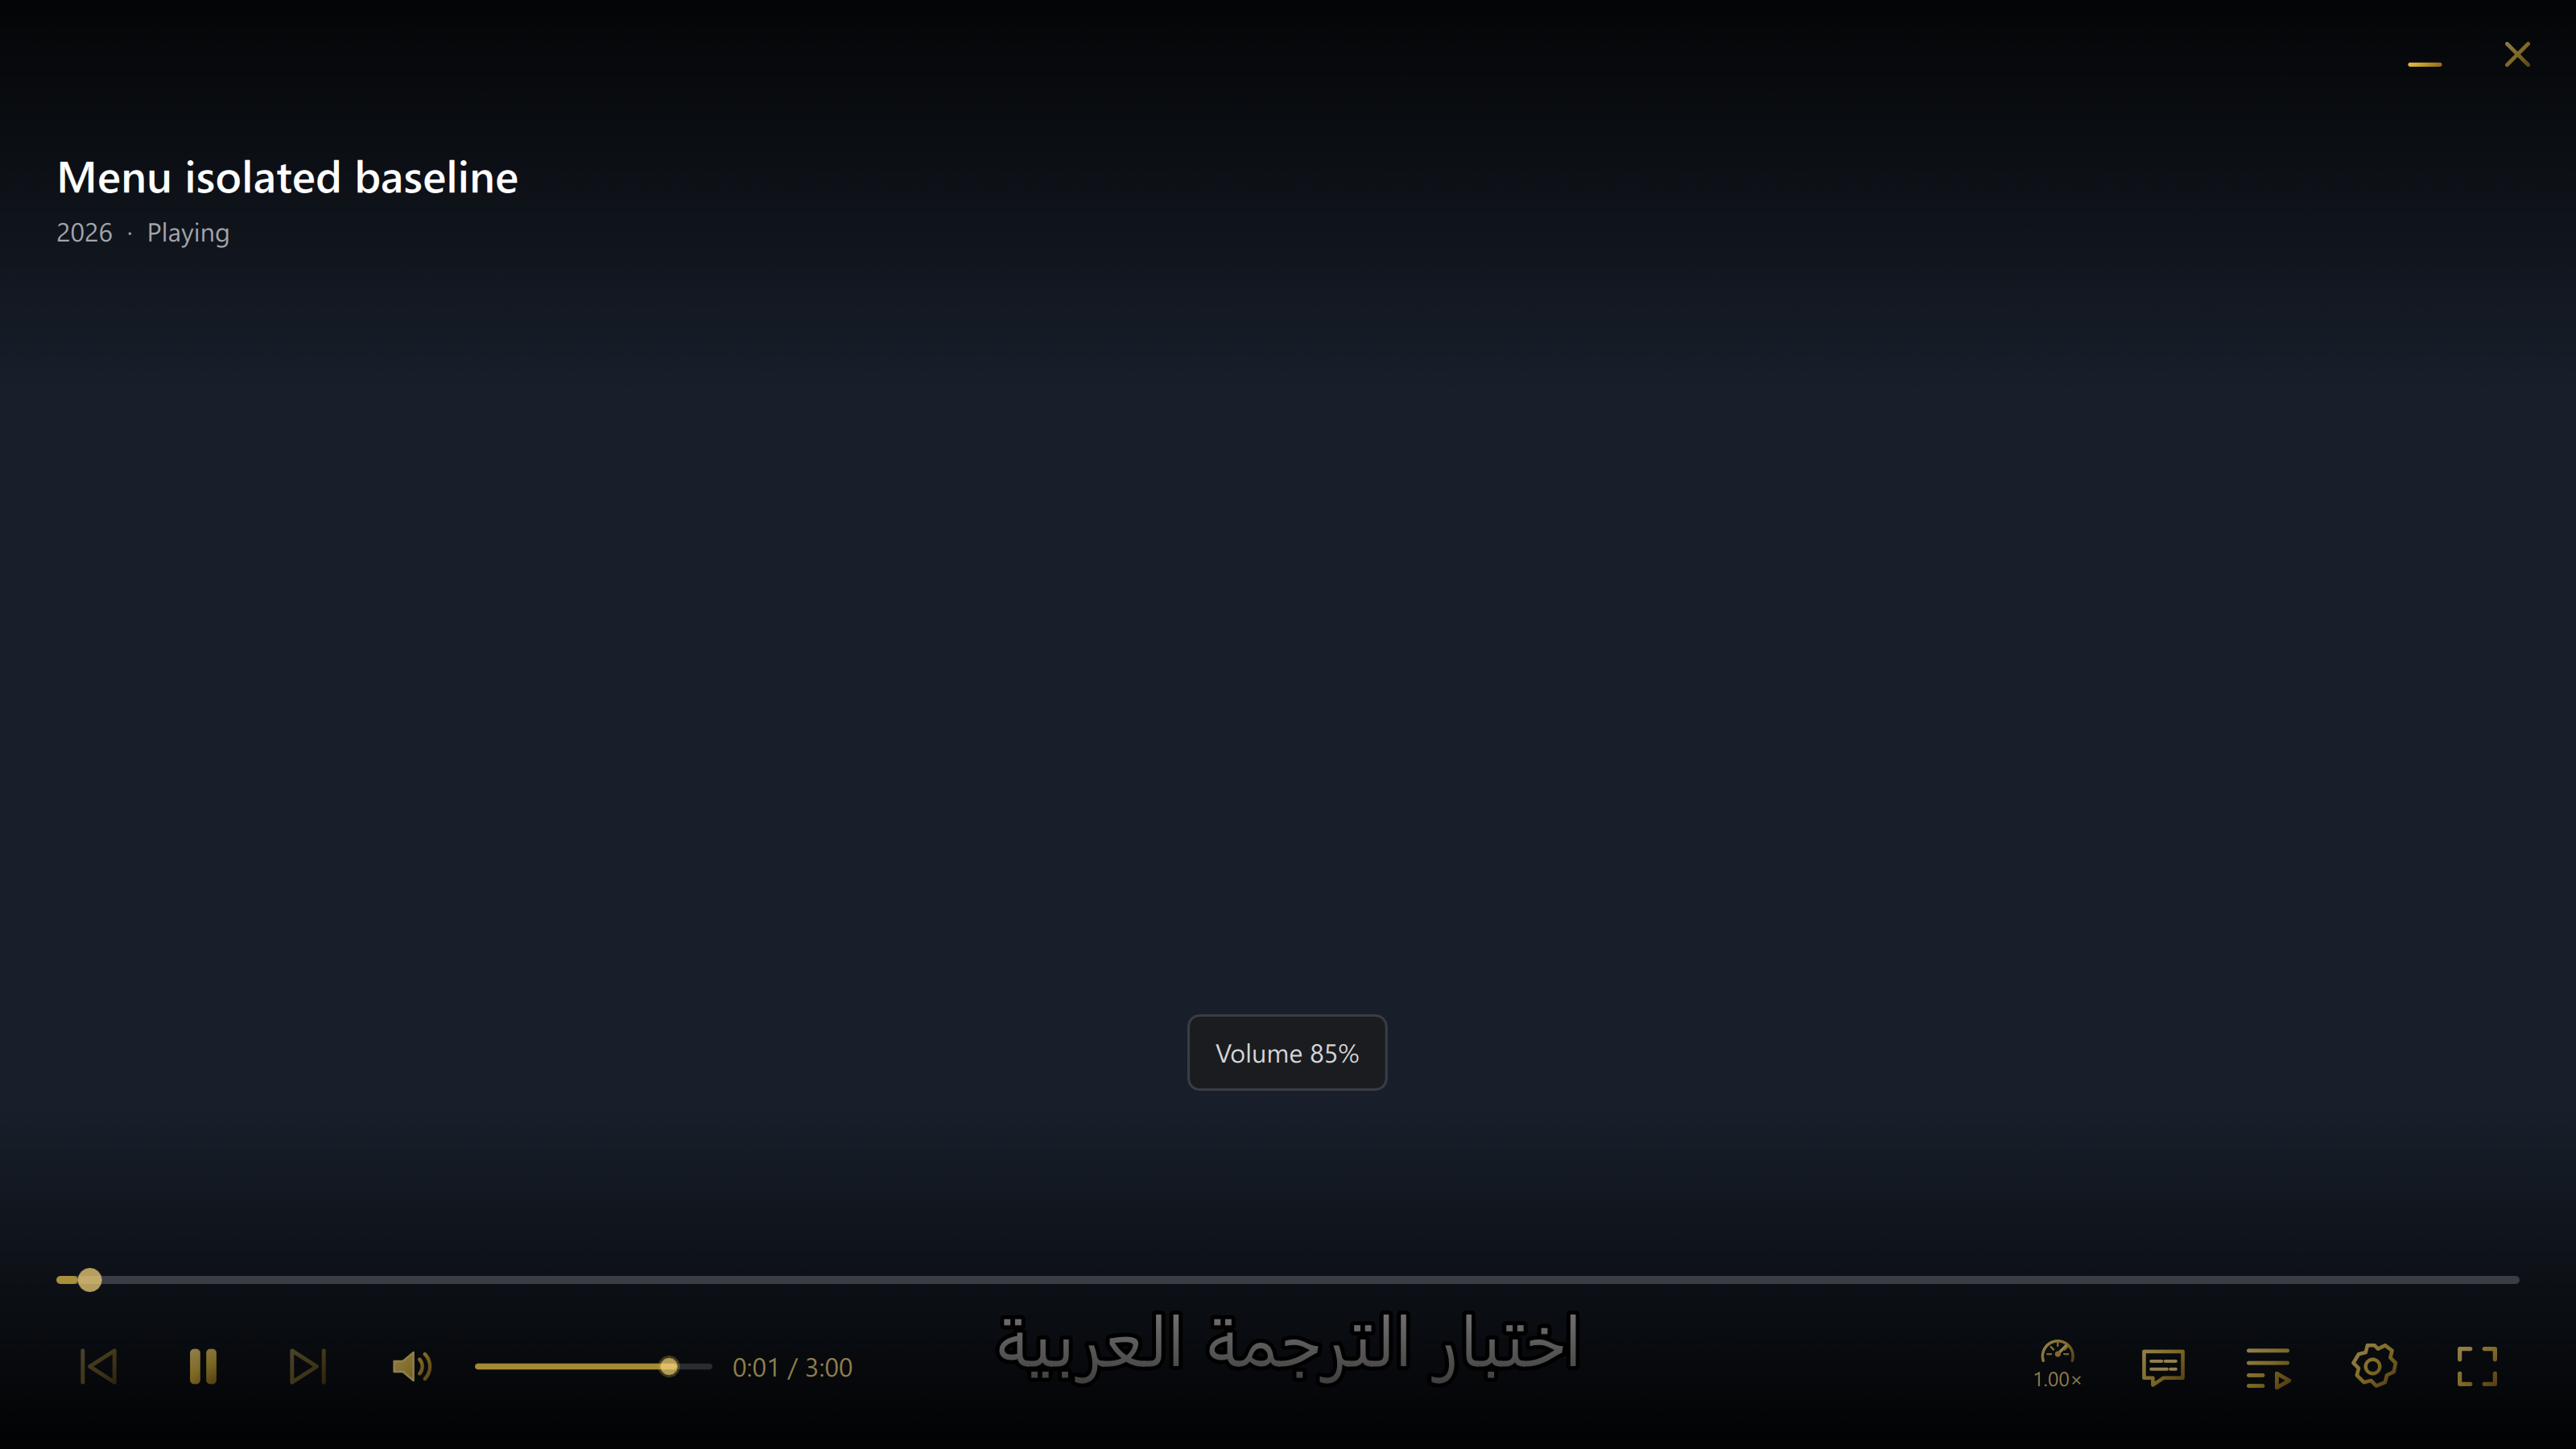 Menu isolated baseline
2026 · Playing
Volume 85%
اختبار الترجمة العربية
0:01 / 3:00
1.00×